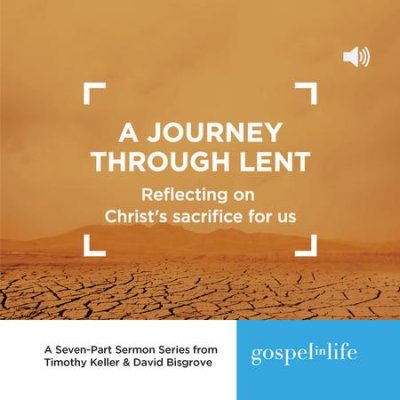 A JOURNEY
THROUGH LENT
Reflecting on
Christ's sacrifice for us
A Seven-Part Sermon Series from
Timothy Keller & David Bisgrove
gospel in life